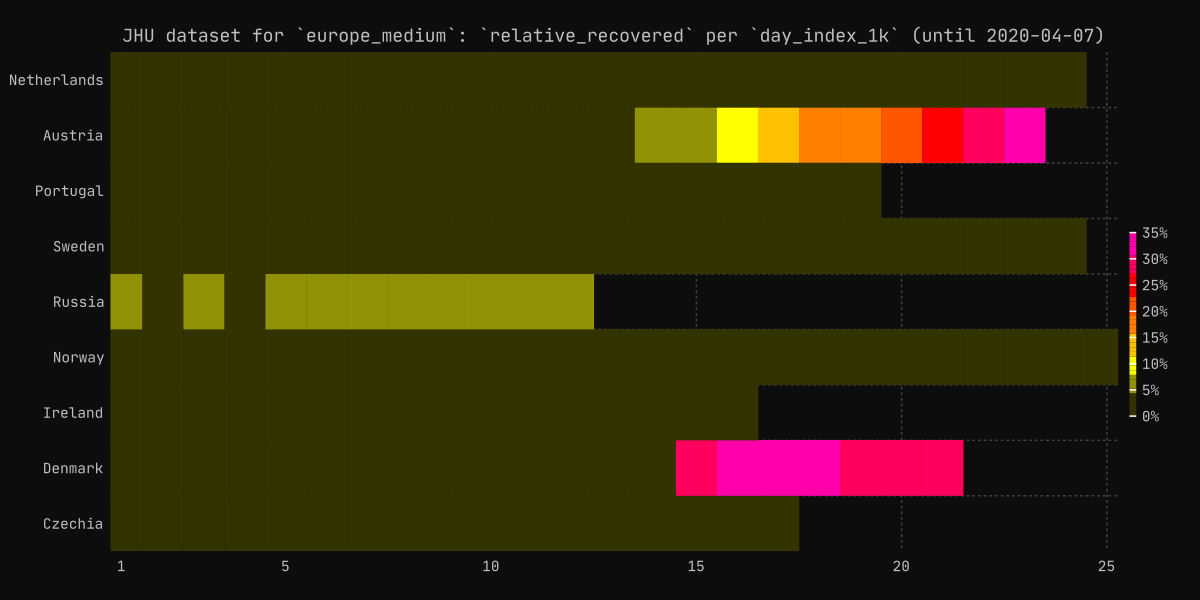 JHU dataset for `europe_medium`: `relative_recovered` per `day_index_1k` (until 2020-04-07)
Netherlands
Austria
Portugal
Sweden
Russia
Norway
Ireland
Denmark
Czechia
35%
30%
25%
20%
15%
10%
5%
0%
1 5 10 15 20 25